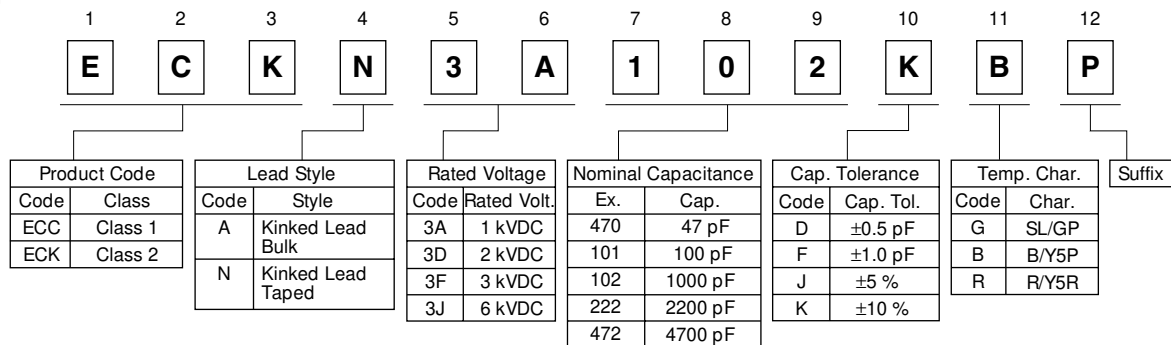 1 2 3 4 5 6 7 8 9 10 11 12
E C K N 3 A 1 0 2 K B P
Product Code
Code Class
ECC Class 1
ECK Class 2
Lead Style
Code Style
A Kinked Lead
Bulk
N Kinked Lead
Taped
Rated Voltage
Code Rated Volt.
3A 1 kVDC
3D 2 kVDC
3F 3 kVDC
3J 6 kVDC
Nominal Capacitance
Ex. Cap.
470 47 pF
101 100 pF
102 1000 pF
222 2200 pF
472 4700 pF
Cap. Tolerance
Code Cap. Tol.
D ±0.5 pF
F ±1.0 pF
J ±5 %
K ±10 %
Temp. Char.
Code Char.
G SL/GP
B B/Y5P
R R/Y5R
Suffix